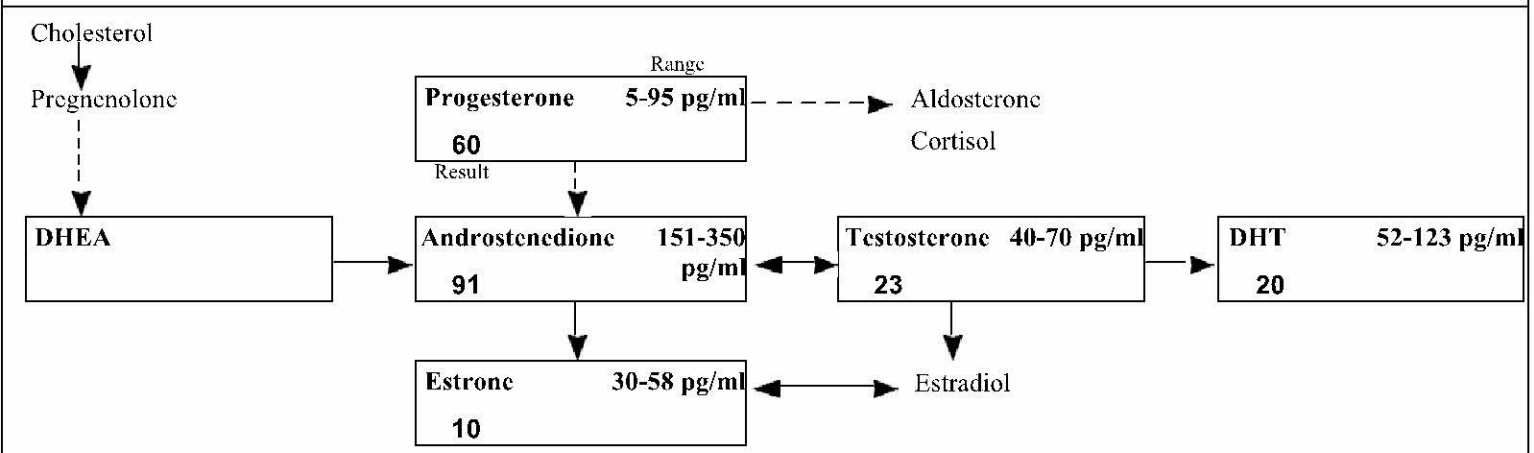 Cholesterol
Pregnenolone
Range
Progesterone 5-95 pg/ml
60
Result
Aldosterone
Cortisol
DHEA
Androstenedione 151-350
pg/ml
91
Testosterone 40-70 pg/ml
23
DHT 52-123 pg/ml
20
Estrone 30-58 pg/ml
10
Estradiol